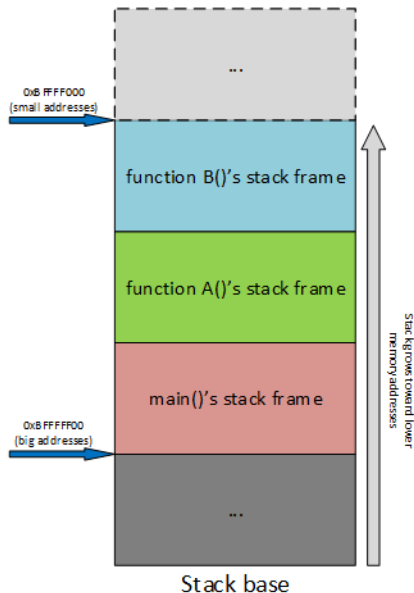 ...
0xBFFFF000
(small addresses)
function B()’s stack frame
function A()’s stack frame
main()’s stack frame
0xBFFFFF00
(big addresses)
...
Stack grows toward lower
memory addresses
Stack base